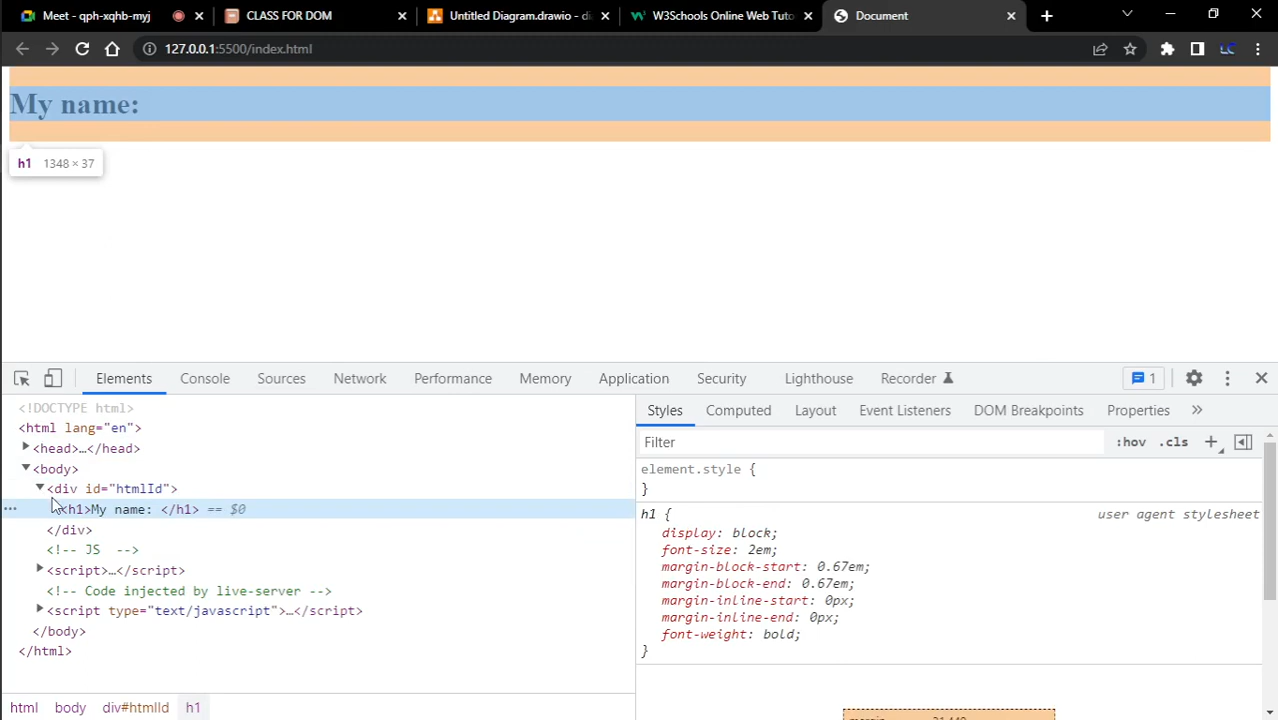 Meet - qph-xqhb-myj
CLASS FOR DOM
Untitled Diagram.drawio - di
W3Schools Online Web Tuto
Document
127.0.0.1:5500/index.html
My name:
h1 1348 × 37
Elements Console Sources Network Performance Memory Application Security Lighthouse Recorder 1
<!DOCTYPE html>
<html lang="en">
<head>…</head>
<body>
<div id="htmlId">
<h1>My name: </h1> == $0
</div>
<!-- JS  -->
<script>…</script>
<!-- Code injected by live-server -->
<script type="text/javascript">…</script>
</body>
</html>
html body div#htmlId h1
Styles Computed Layout Event Listeners DOM Breakpoints Properties »
Filter :hov .cls +
element.style {
}
h1 { user agent stylesheet
display: block;
font-size: 2em;
margin-block-start: 0.67em;
margin-block-end: 0.67em;
margin-inline-start: 0px;
margin-inline-end: 0px;
font-weight: bold;
}